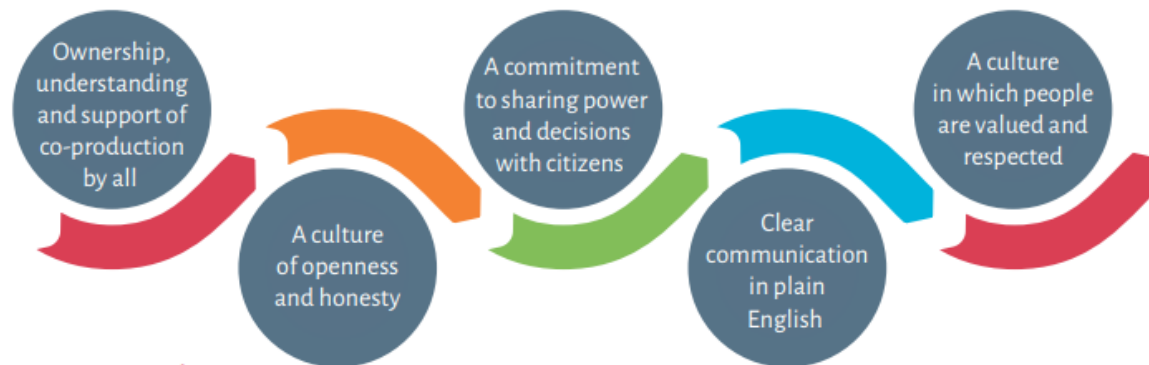 Ownership,
understanding
and support of
co-production
by all
A culture
of openness
and honesty
A commitment
to sharing power
and decisions
with citizens
Clear
communication
in plain
English
A culture
in which people
are valued and
respected